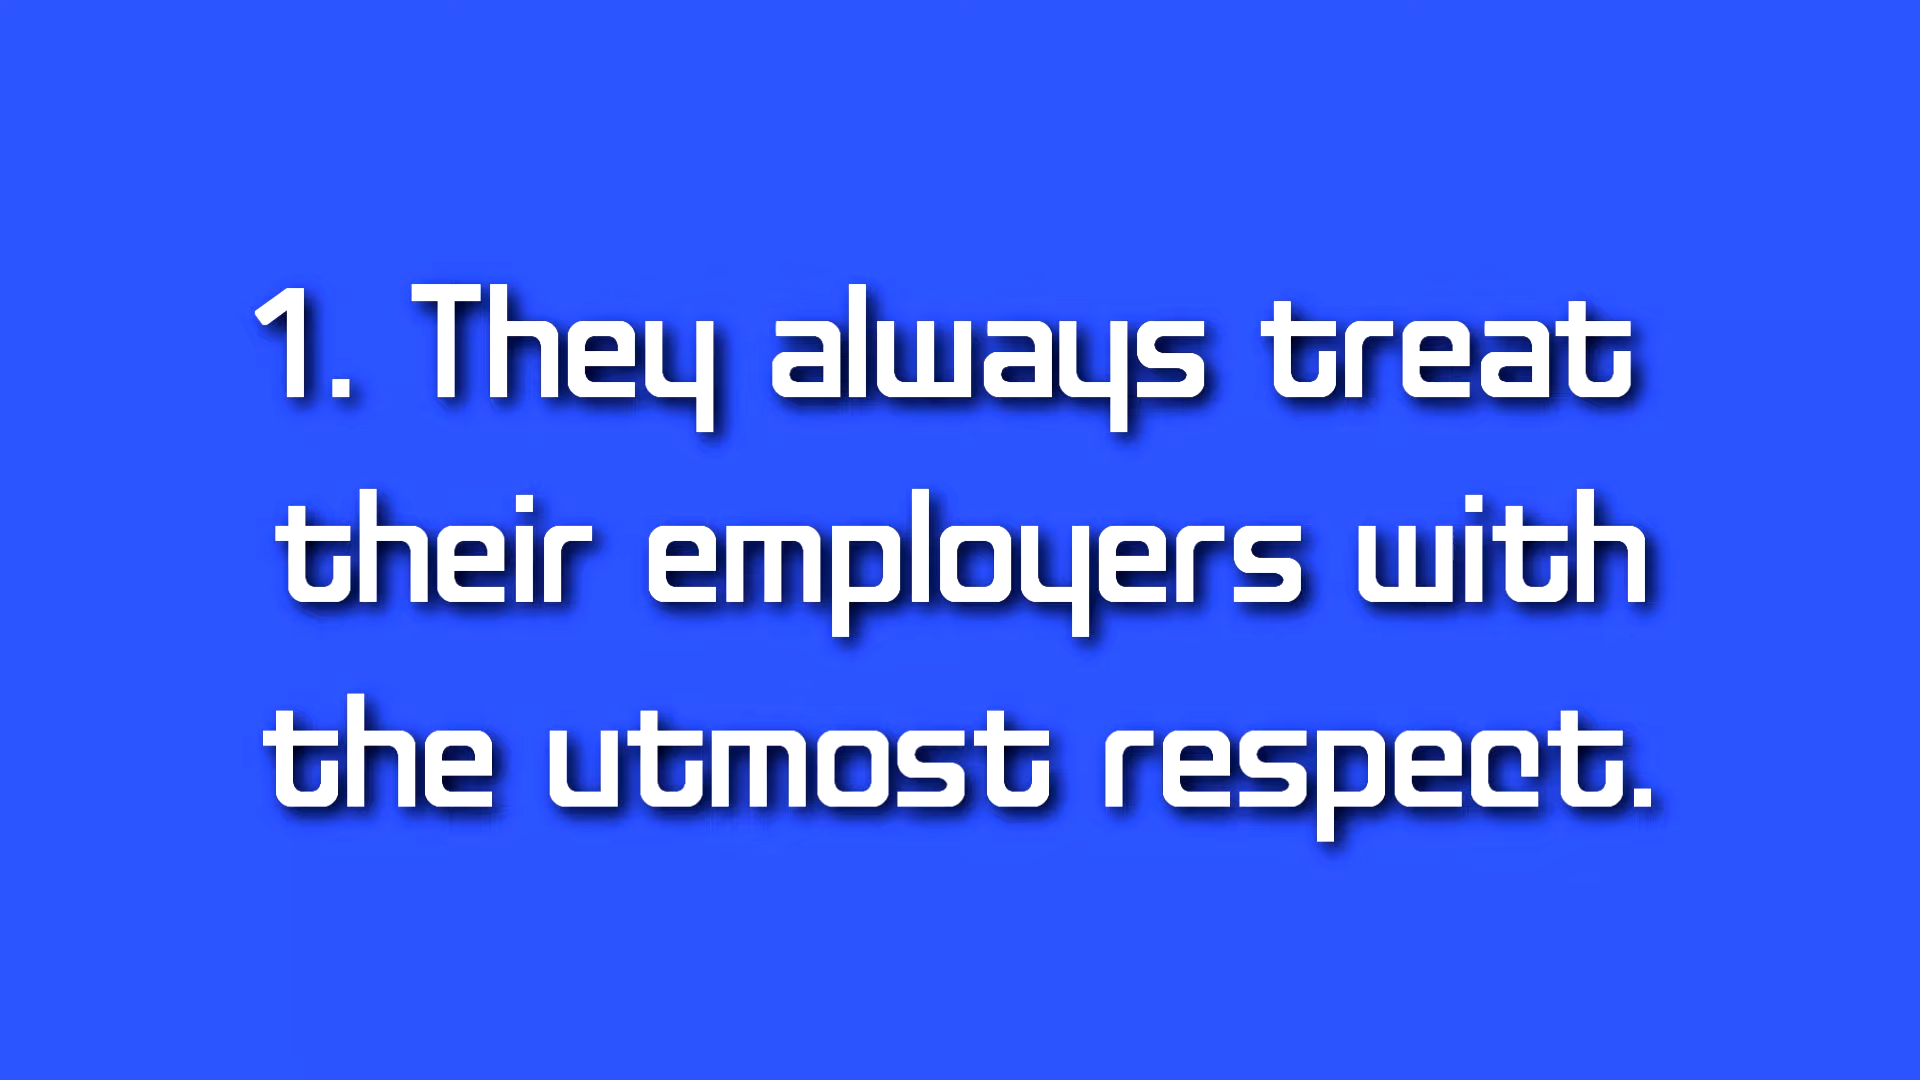 1. They always treat
their employers with
the utmost respect.